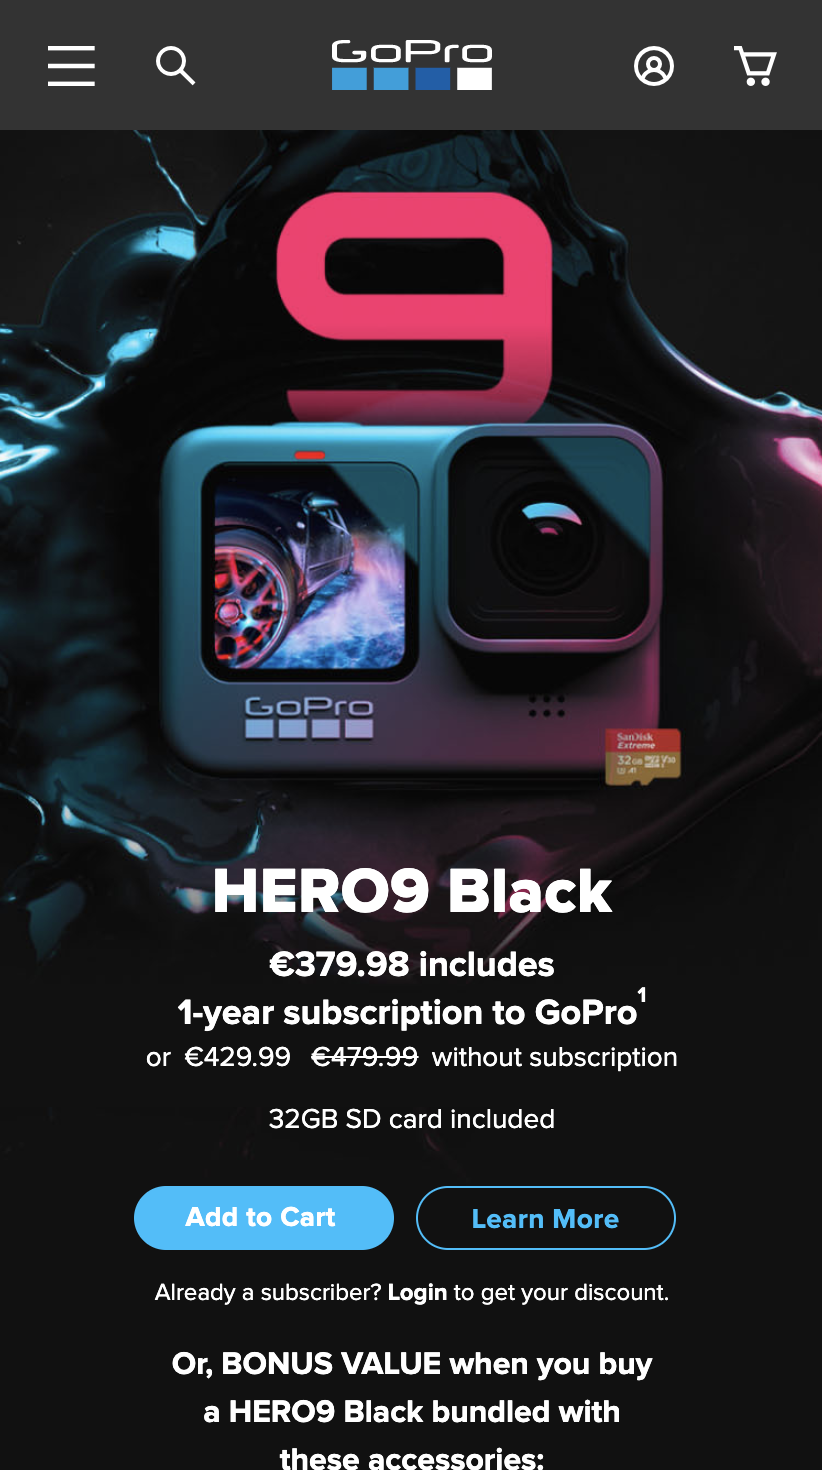 GoPro
9
GoPro
SanDisk
Extreme
32GB
HERO9 Black
€379.98 includes
1-year subscription to GoPro¹
or €429.99 €479.99 without subscription
32GB SD card included
Add to Cart
Learn More
Already a subscriber? Login to get your discount.
Or, BONUS VALUE when you buy
a HERO9 Black bundled with
these accessories: